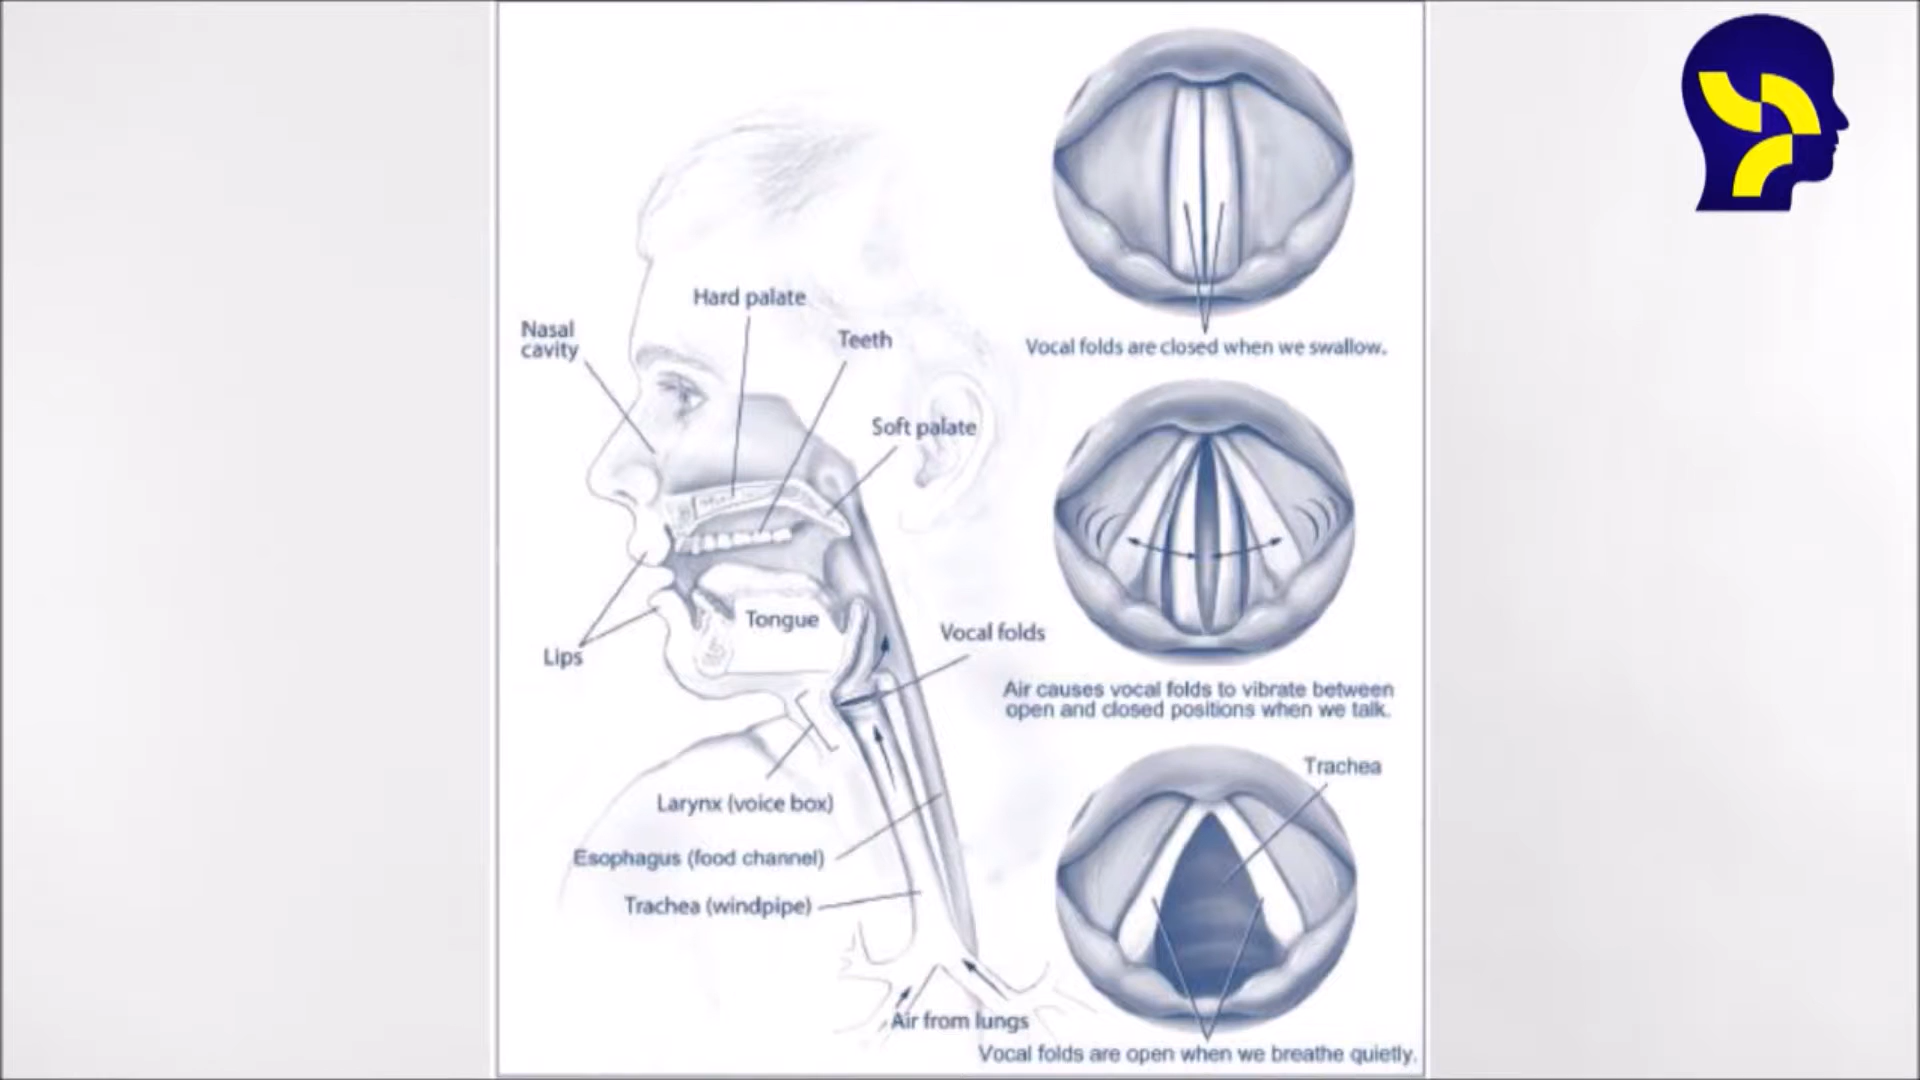 Hard palate
Nasal
cavity
Teeth
Vocal folds are closed when we swallow.
Soft palate
Tongue
Vocal folds
Lips
Air causes vocal folds to vibrate between
open and closed positions when we talk.
Trachea
Larynx (voice box)
Esophagus (food channel)
Trachea (windpipe)
Air from lungs
Vocal folds are open when we breathe quietly.